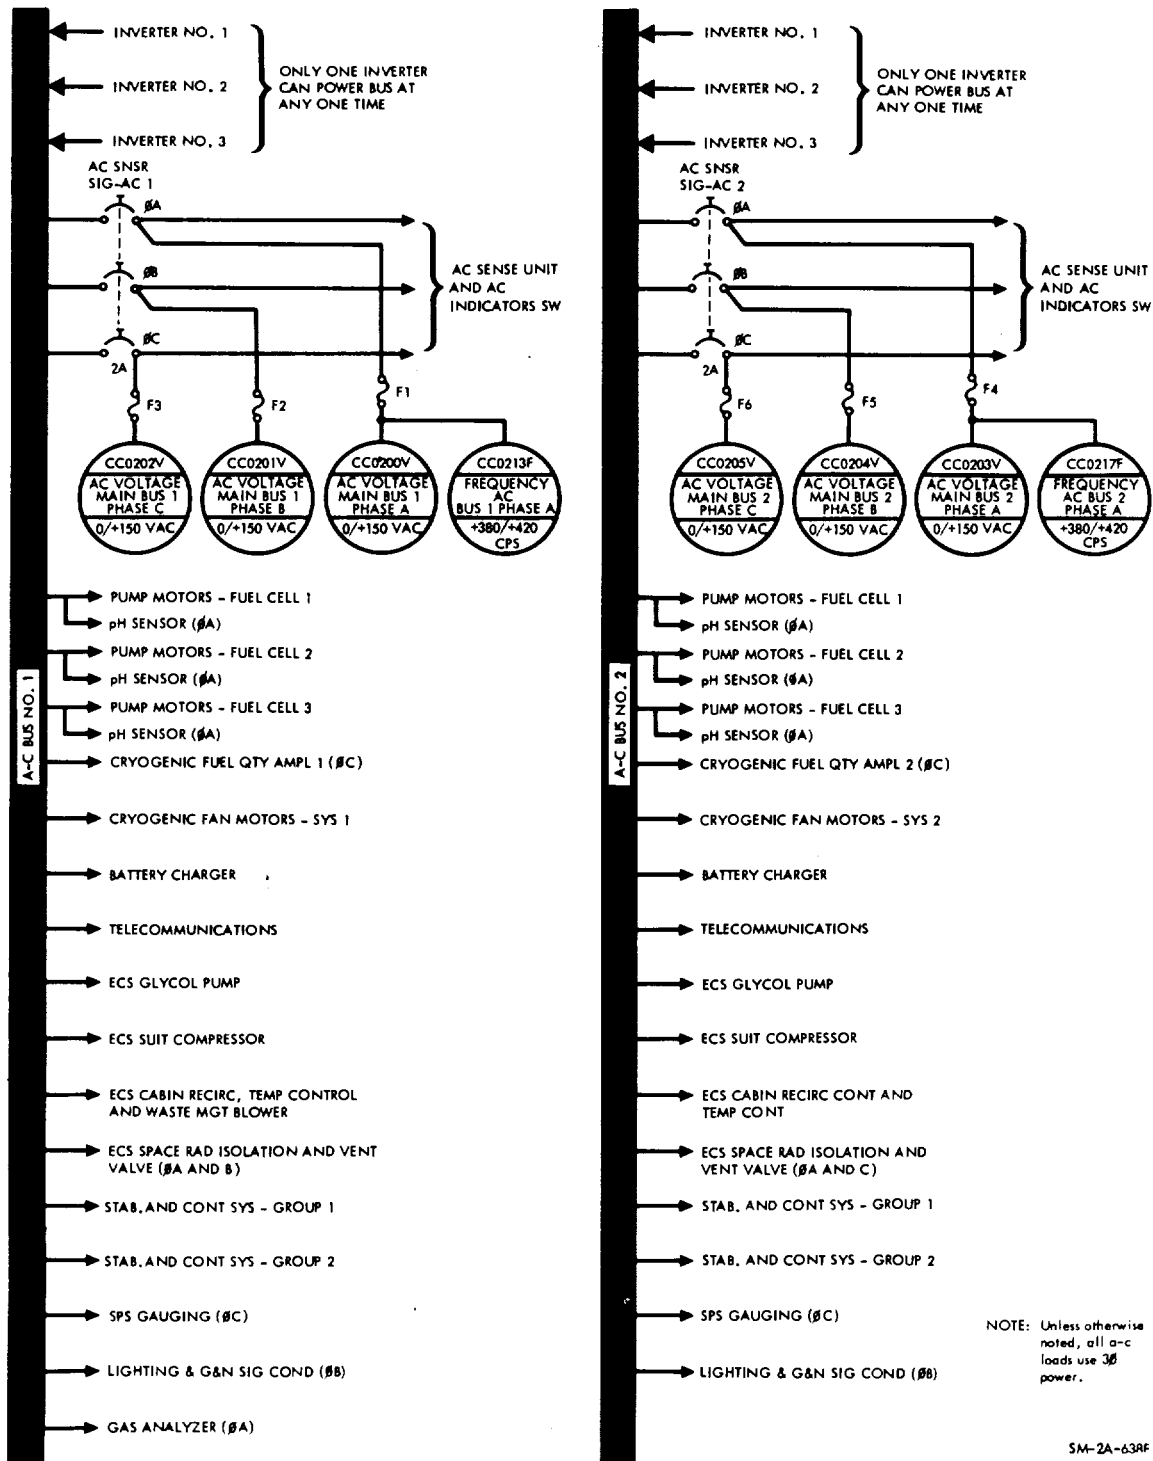 INVERTER NO. 1
INVERTER NO. 2
INVERTER NO. 3
ONLY ONE INVERTER
CAN POWER BUS AT
ANY ONE TIME
AC SNSR
SIG-AC 1
ØA
ØB
ØC
2A
AC SENSE UNIT
AND AC
INDICATORS SW
F3
F2
F1
CC0202V
AC VOLTAGE
MAIN BUS 1
PHASE C
0/+150 VAC
CC0201V
AC VOLTAGE
MAIN BUS 1
PHASE B
0/+150 VAC
CC0200V
AC VOLTAGE
MAIN BUS 1
PHASE A
0/+150 VAC
CC0213F
FREQUENCY
AC
BUS 1 PHASE A
+380/+420
CPS
A-C BUS NO. 1
PUMP MOTORS - FUEL CELL 1
pH SENSOR (ØA)
PUMP MOTORS - FUEL CELL 2
pH SENSOR (ØA)
PUMP MOTORS - FUEL CELL 3
pH SENSOR (ØA)
CRYOGENIC FUEL QTY AMPL 1 (ØC)
CRYOGENIC FAN MOTORS - SYS 1
BATTERY CHARGER
TELECOMMUNICATIONS
ECS GLYCOL PUMP
ECS SUIT COMPRESSOR
ECS CABIN RECIRC, TEMP CONTROL
AND WASTE MGT BLOWER
ECS SPACE RAD ISOLATION AND VENT
VALVE (ØA AND B)
STAB. AND CONT SYS - GROUP 1
STAB. AND CONT SYS - GROUP 2
SPS GAUGING (ØC)
LIGHTING & G&N SIG COND (ØB)
GAS ANALYZER (ØA)
INVERTER NO. 1
INVERTER NO. 2
INVERTER NO. 3
ONLY ONE INVERTER
CAN POWER BUS AT
ANY ONE TIME
AC SNSR
SIG-AC 2
ØA
ØB
ØC
2A
AC SENSE UNIT
AND AC
INDICATORS SW
F6
F5
F4
CC0205V
AC VOLTAGE
MAIN BUS 2
PHASE C
0/+150 VAC
CC0204V
AC VOLTAGE
MAIN BUS 2
PHASE B
0/+150 VAC
CC0203V
AC VOLTAGE
MAIN BUS 2
PHASE A
0/+150 VAC
CC0217F
FREQUENCY
AC BUS 2
PHASE A
+380/+420
CPS
A-C BUS NO. 2
PUMP MOTORS - FUEL CELL 1
pH SENSOR (ØA)
PUMP MOTORS - FUEL CELL 2
pH SENSOR (ØA)
PUMP MOTORS - FUEL CELL 3
pH SENSOR (ØA)
CRYOGENIC FUEL QTY AMPL 2 (ØC)
CRYOGENIC FAN MOTORS - SYS 2
BATTERY CHARGER
TELECOMMUNICATIONS
ECS GLYCOL PUMP
ECS SUIT COMPRESSOR
ECS CABIN RECIRC CONT AND
TEMP CONT
ECS SPACE RAD ISOLATION AND
VENT VALVE (ØA AND C)
STAB. AND CONT SYS - GROUP 1
STAB. AND CONT SYS - GROUP 2
SPS GAUGING (ØC)
LIGHTING & G&N SIG COND (ØB)
NOTE: Unless otherwise
noted, all a-c
loads use 3Ø
power.
SM-2A-638F